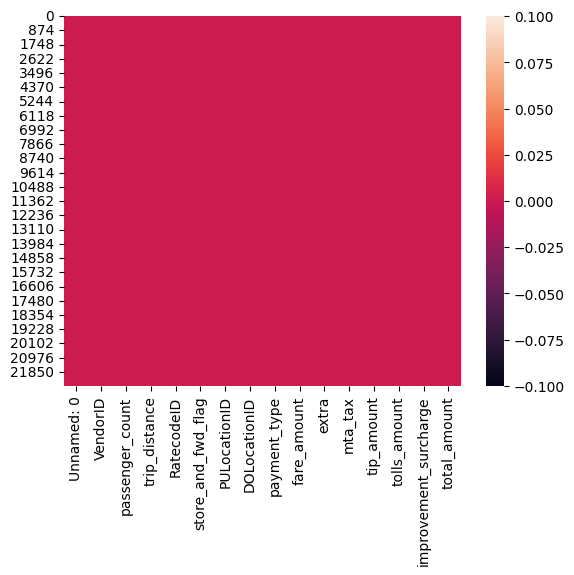 0
874
1748
2622
3496
4370
5244
6118
6992
7866
8740
9614
10488
11362
12236
13110
13984
14858
15732
16606
17480
18354
19228
20102
20976
21850
Unnamed: 0
VendorID
passenger_count
trip_distance
RatecodeID
store_and_fwd_flag
PULocationID
DOLocationID
payment_type
fare_amount
extra
mta_tax
tip_amount
tolls_amount
improvement_surcharge
total_amount
0.100
0.075
0.050
0.025
0.000
−0.025
−0.050
−0.075
−0.100